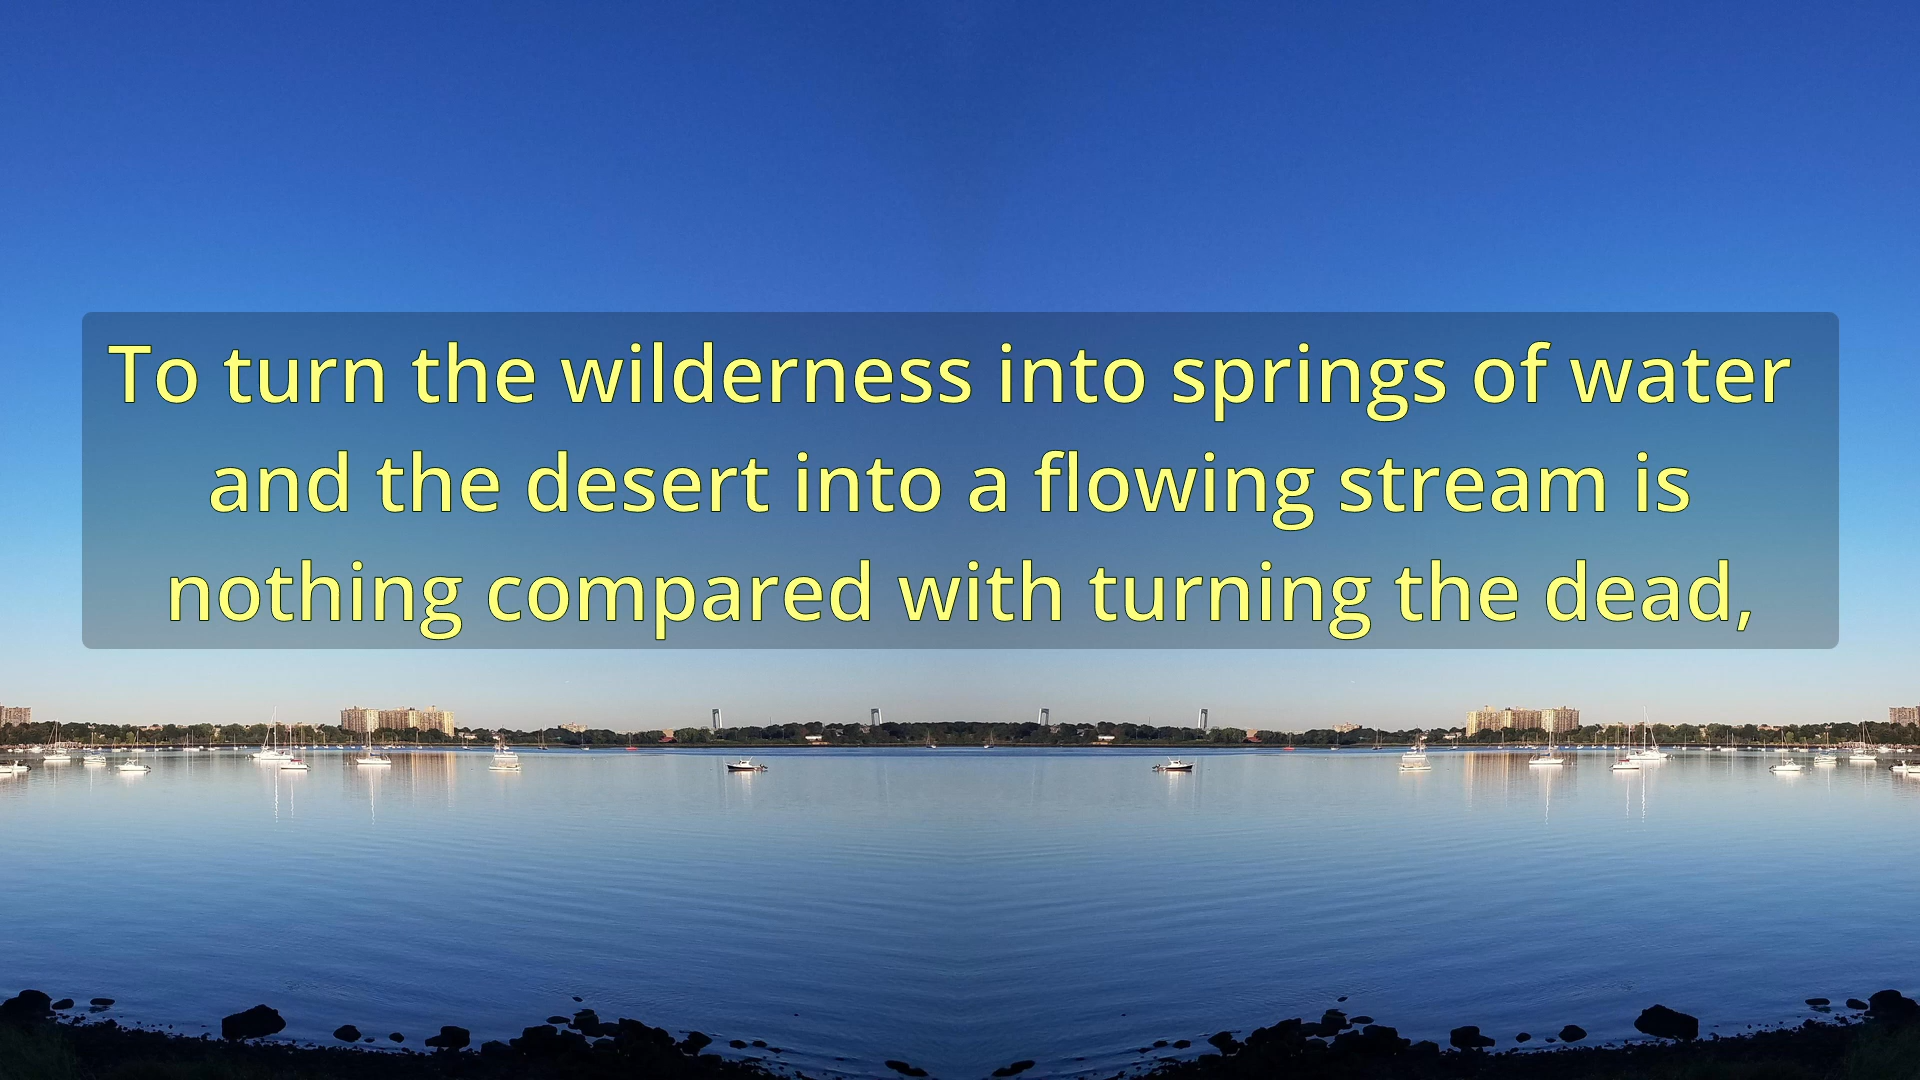 To turn the wilderness into springs of water
and the desert into a flowing stream is
nothing compared with turning the dead,